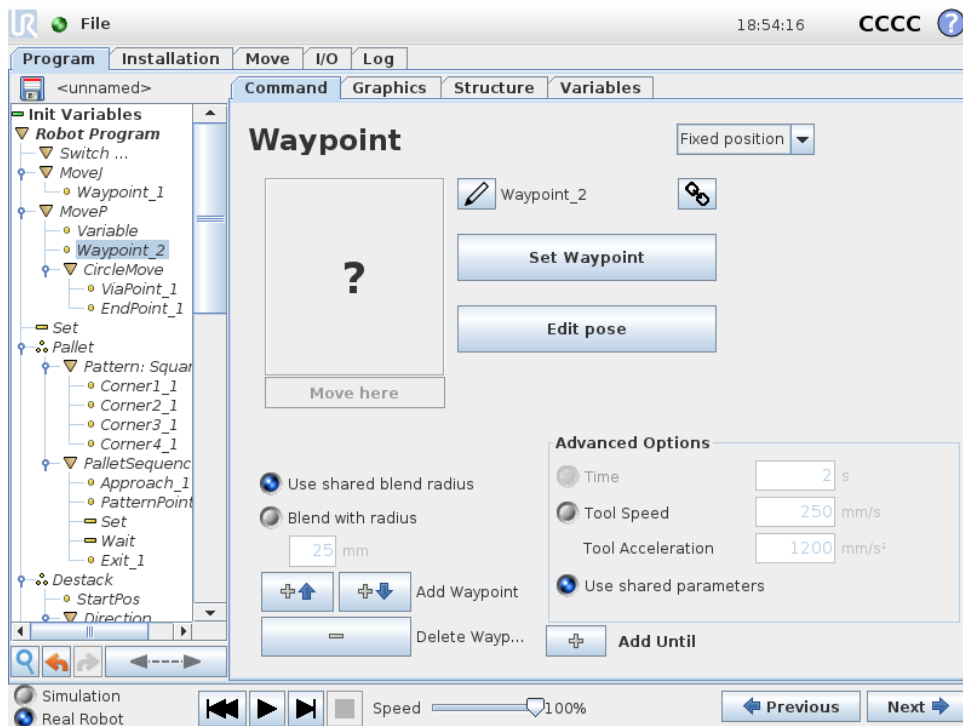 UR File 18:54:16 CCCC ?
Program Installation Move I/O Log
<unnamed>
Command Graphics Structure Variables
Init Variables
Robot Program
Switch ...
MoveJ
Waypoint_1
MoveP
Variable
Waypoint_2
CircleMove
ViaPoint_1
EndPoint_1
Set
Pallet
Pattern: Squar
Corner1_1
Corner2_1
Corner3_1
Corner4_1
PalletSequenc
Approach_1
PatternPoint
Set
Wait
Exit_1
Destack
StartPos
Direction
Waypoint
Fixed position
Waypoint_2
?
Set Waypoint
Edit pose
Move here
Use shared blend radius
Blend with radius
25 mm
Add Waypoint
Delete Wayp...
Advanced Options
Time 2 s
Tool Speed 250 mm/s
Tool Acceleration 1200 mm/s²
Use shared parameters
Add Until
Simulation
Real Robot
Speed 100%
Previous Next